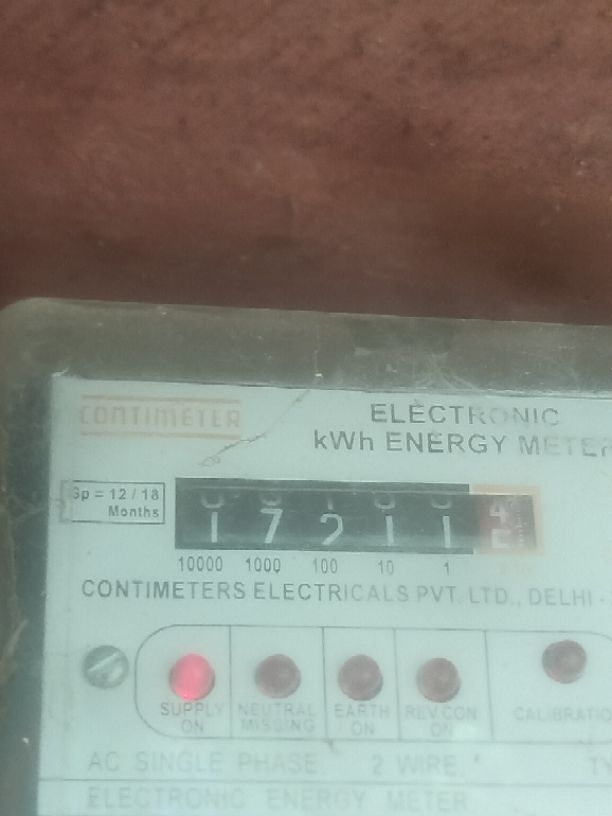 CONTIMETER
ELECTRONIC
kWh ENERGY METER
Gp = 12 / 18
Months
1 7 2 1 1
10000 1000 100 10 1
CONTIMETERS ELECTRICALS PVT. LTD., DELHI -
SUPPLY ON
NEUTRAL MISSING
EARTH ON
REV.CON ON
CALIBRATIO
AC SINGLE PHASE, 2 WIRE, TY
ELECTRONIC ENERGY METER